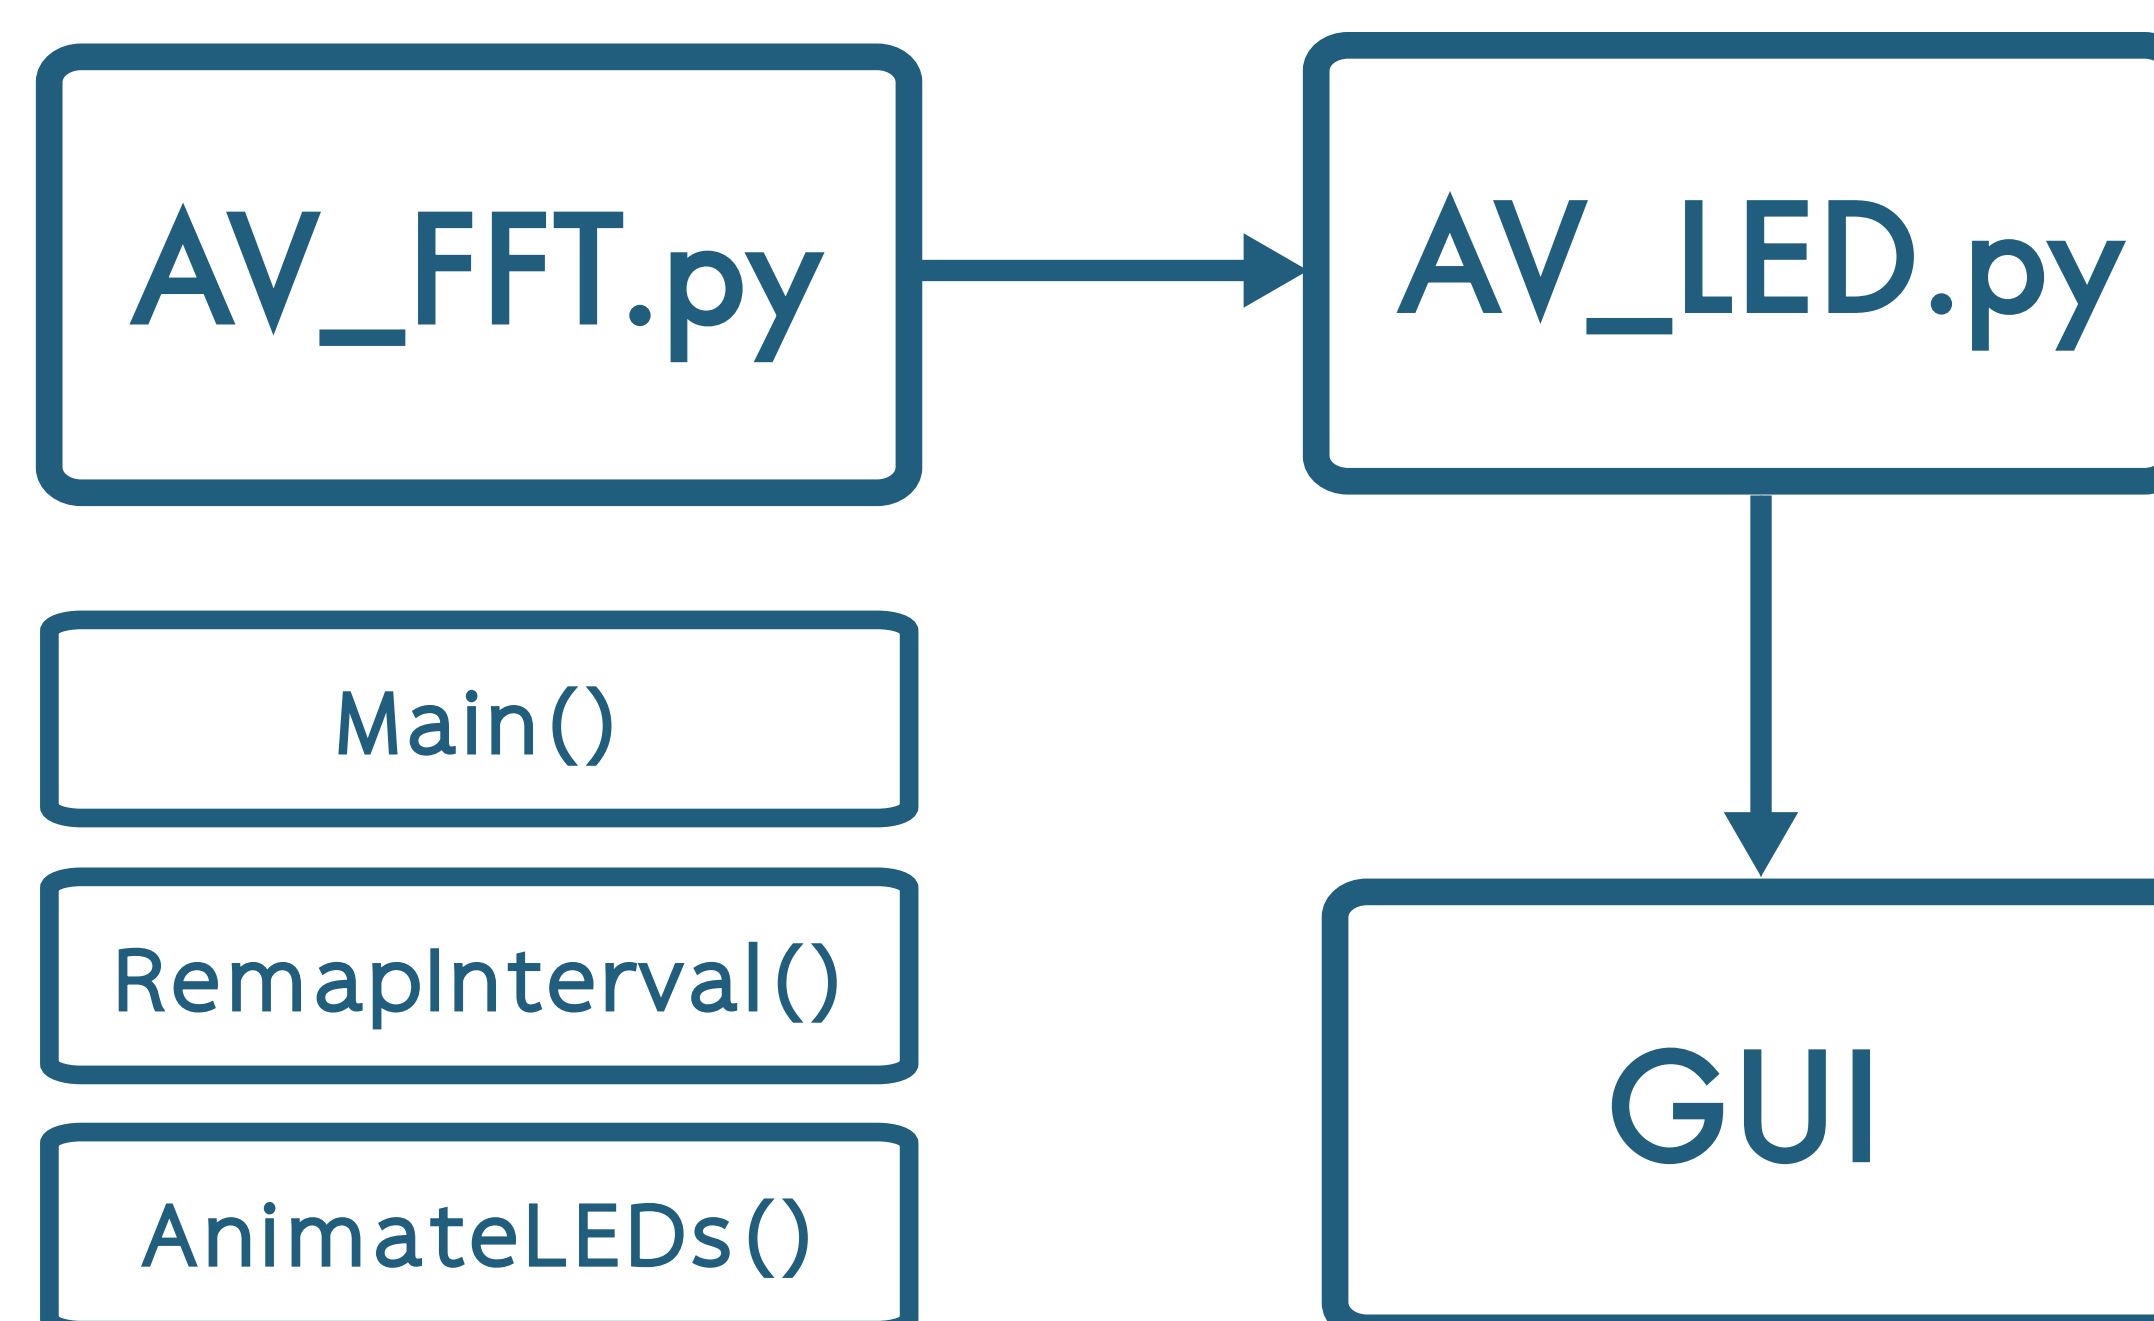 AV_FFT.py
AV_LED.py
Main()
RemapInterval()
AnimateLEDs()
GUI